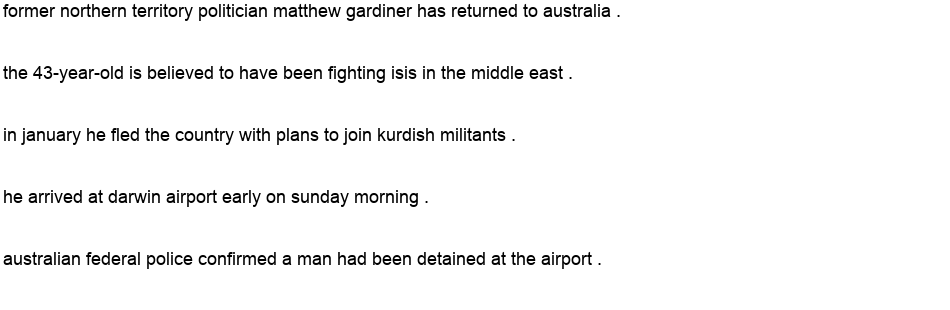 former northern territory politician matthew gardiner has returned to australia .
the 43-year-old is believed to have been fighting isis in the middle east .
in january he fled the country with plans to join kurdish militants .
he arrived at darwin airport early on sunday morning .
australian federal police confirmed a man had been detained at the airport .